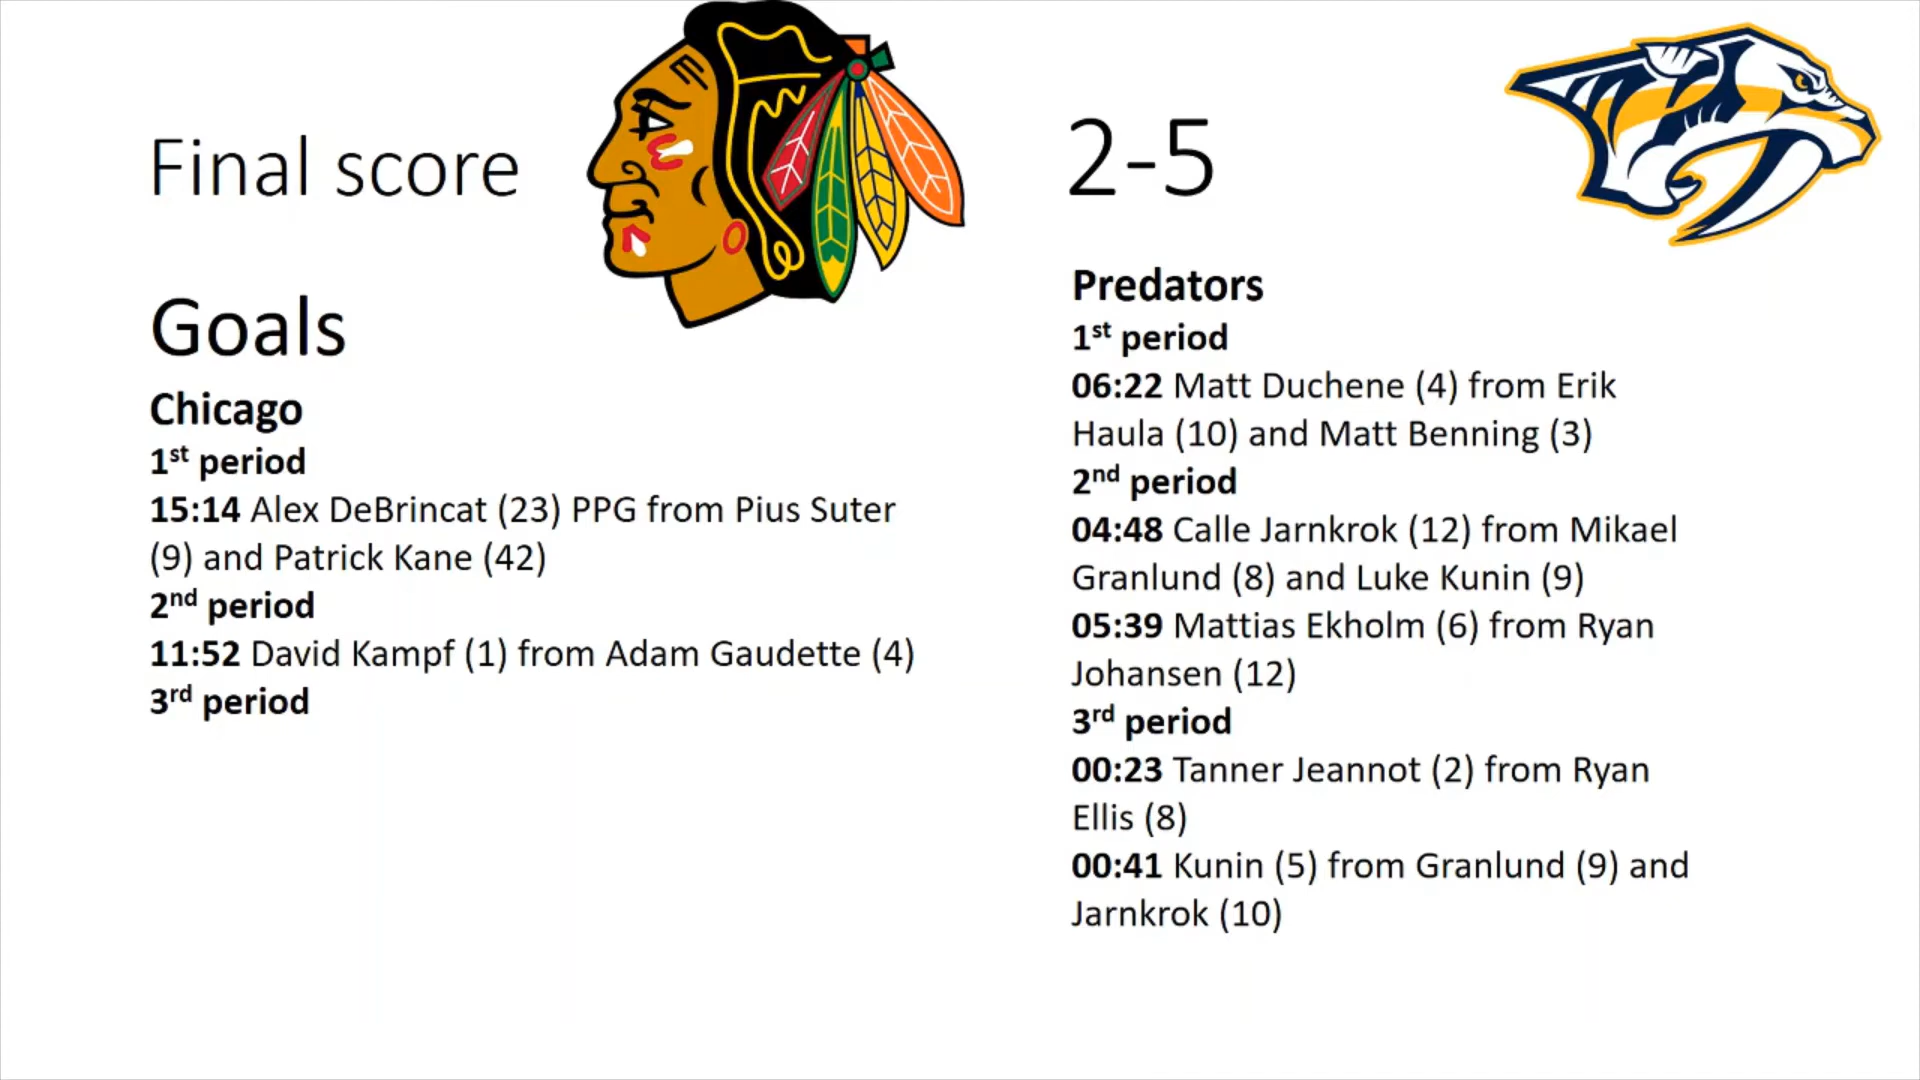 Final score
2-5
Goals
Chicago
1st period
15:14 Alex DeBrincat (23) PPG from Pius Suter
(9) and Patrick Kane (42)
2nd period
11:52 David Kampf (1) from Adam Gaudette (4)
3rd period
Predators
1st period
06:22 Matt Duchene (4) from Erik
Haula (10) and Matt Benning (3)
2nd period
04:48 Calle Jarnkrok (12) from Mikael
Granlund (8) and Luke Kunin (9)
05:39 Mattias Ekholm (6) from Ryan
Johansen (12)
3rd period
00:23 Tanner Jeannot (2) from Ryan
Ellis (8)
00:41 Kunin (5) from Granlund (9) and
Jarnkrok (10)